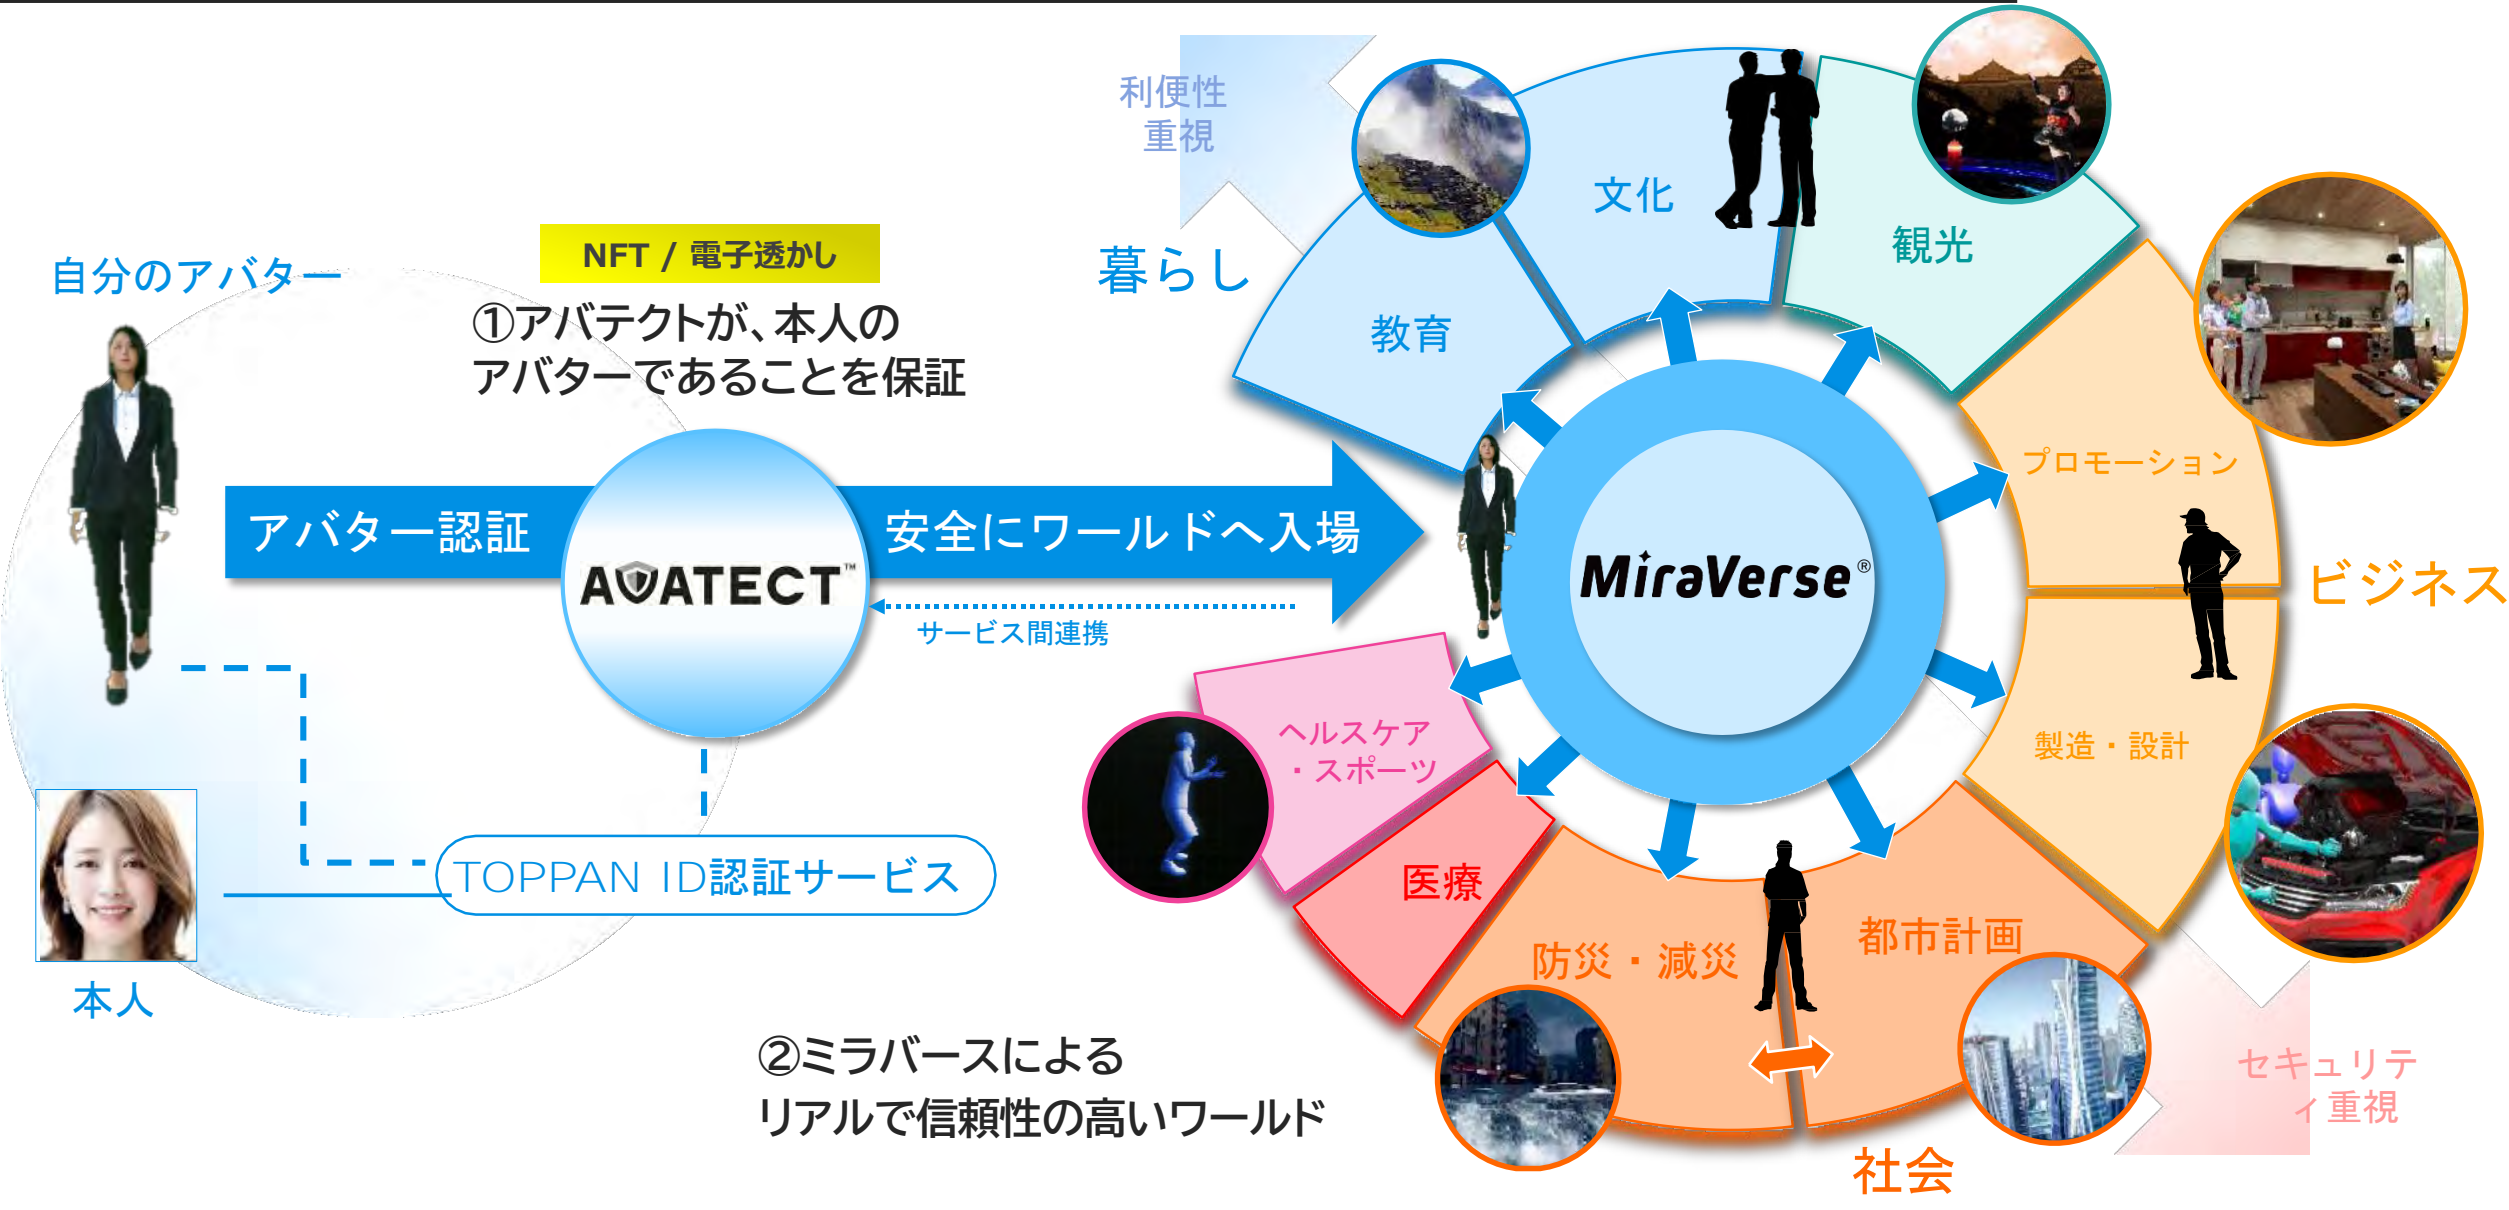 利便性
重視
文化
観光
NFT / 電子透かし
自分のアバター
暮らし
①アバテクトが、本人の
アバターであることを保証
教育
プロモーション
アバター認証
安全にワールドへ入場
AVATECT™
MiraVerse®
ビジネス
サービス間連携
ヘルスケア
・スポーツ
製造・設計
TOPPAN ID認証サービス
医療
防災・減災
都市計画
本人
②ミラバースによる
リアルで信頼性の高いワールド
セキュリテ
ィ重視
社会